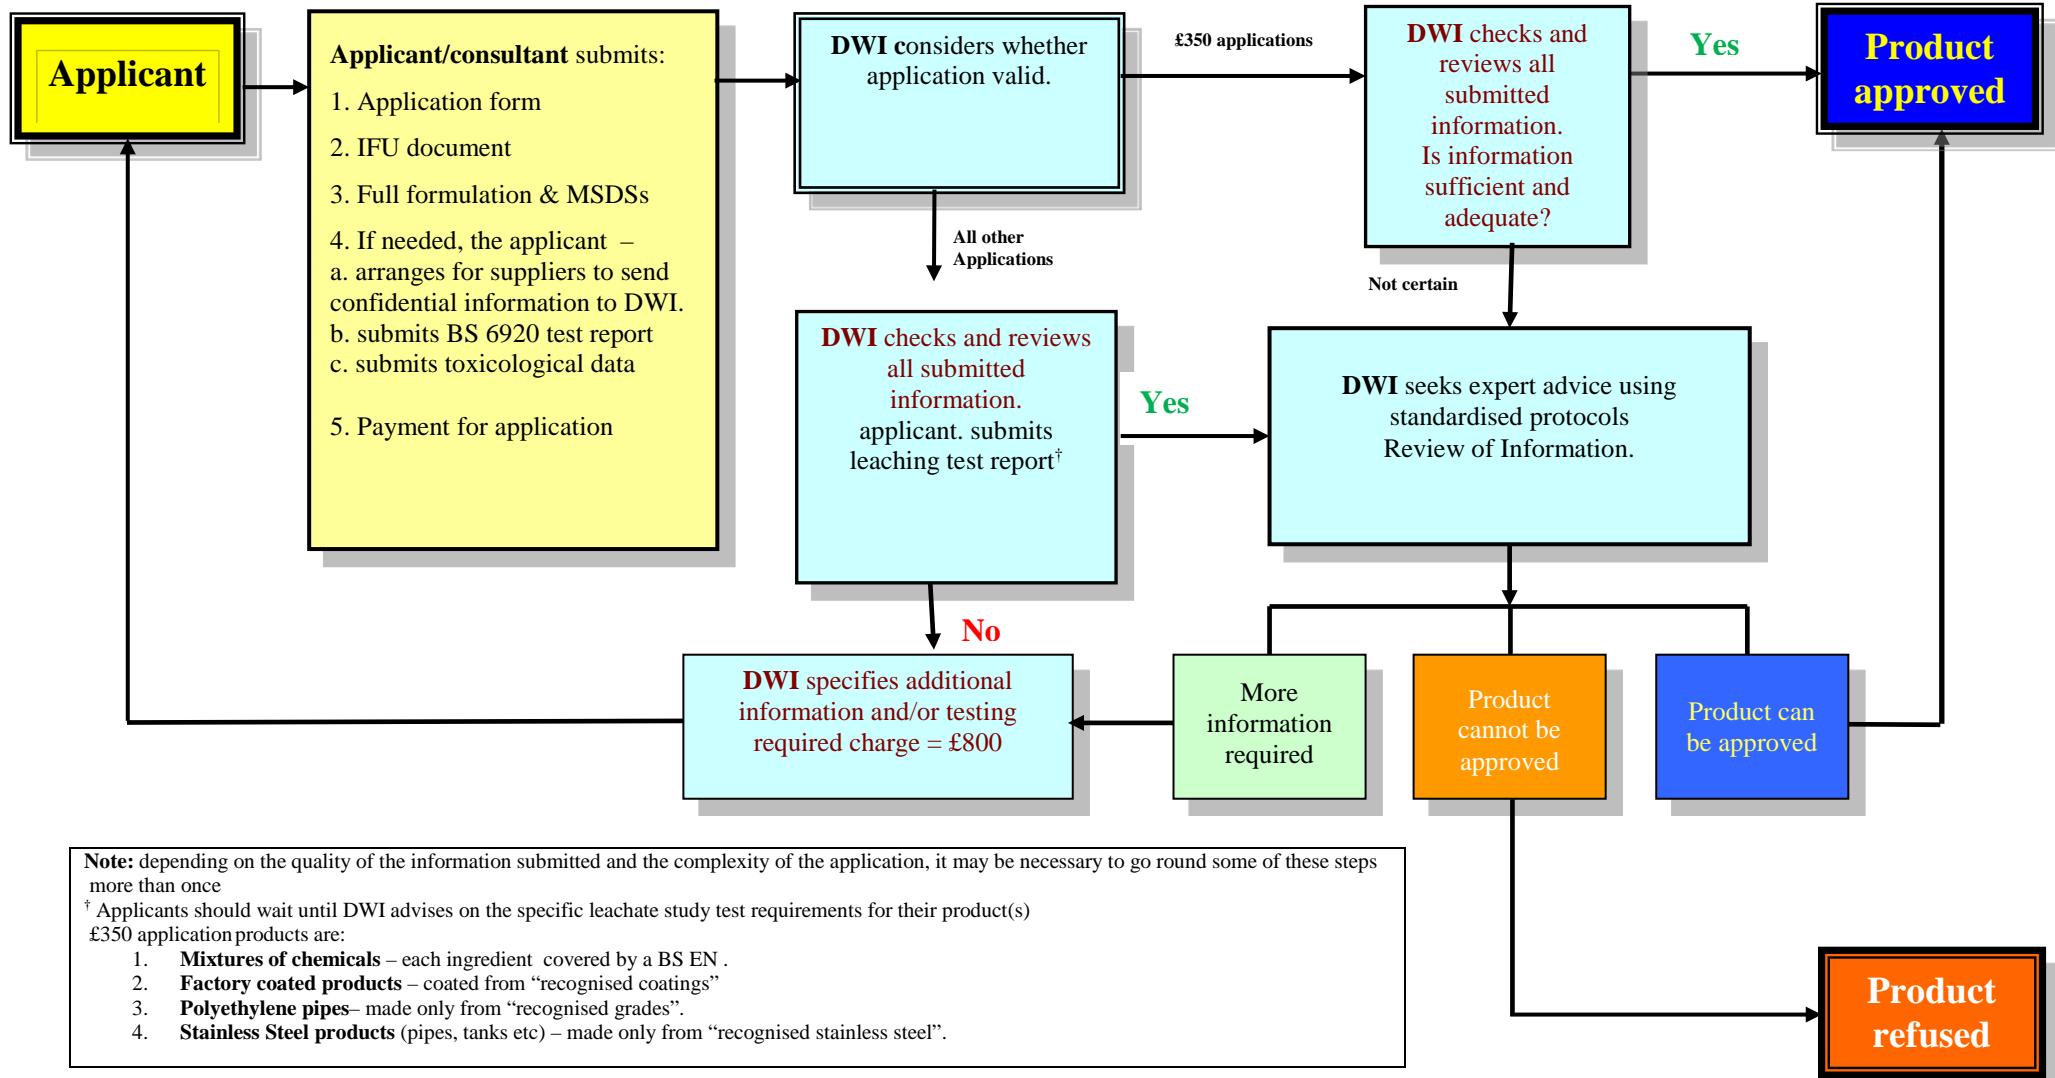 Applicant
Applicant/consultant submits:
1. Application form
2. IFU document
3. Full formulation & MSDSs
4. If needed, the applicant –
a. arranges for suppliers to send
confidential information to DWI.
b. submits BS 6920 test report
c. submits toxicological data
5. Payment for application
DWI considers whether
application valid.
£350 applications
DWI checks and
reviews all
submitted
information.
Is information
sufficient and
adequate?
Yes
Product
approved
All other
Applications
Not certain
DWI checks and reviews
all submitted
information.
applicant. submits
leaching test report†
Yes
DWI seeks expert advice using
standardised protocols
Review of Information.
No
DWI specifies additional
information and/or testing
required charge = £800
More
information
required
Product
cannot be
approved
Product can
be approved
Note: depending on the quality of the information submitted and the complexity of the application, it may be necessary to go round some of these steps
more than once
† Applicants should wait until DWI advises on the specific leachate study test requirements for their product(s)
£350 application products are:
1. Mixtures of chemicals – each ingredient covered by a BS EN .
2. Factory coated products – coated from “recognised coatings”
3. Polyethylene pipes– made only from “recognised grades”.
4. Stainless Steel products (pipes, tanks etc) – made only from “recognised stainless steel”.
Product
refused